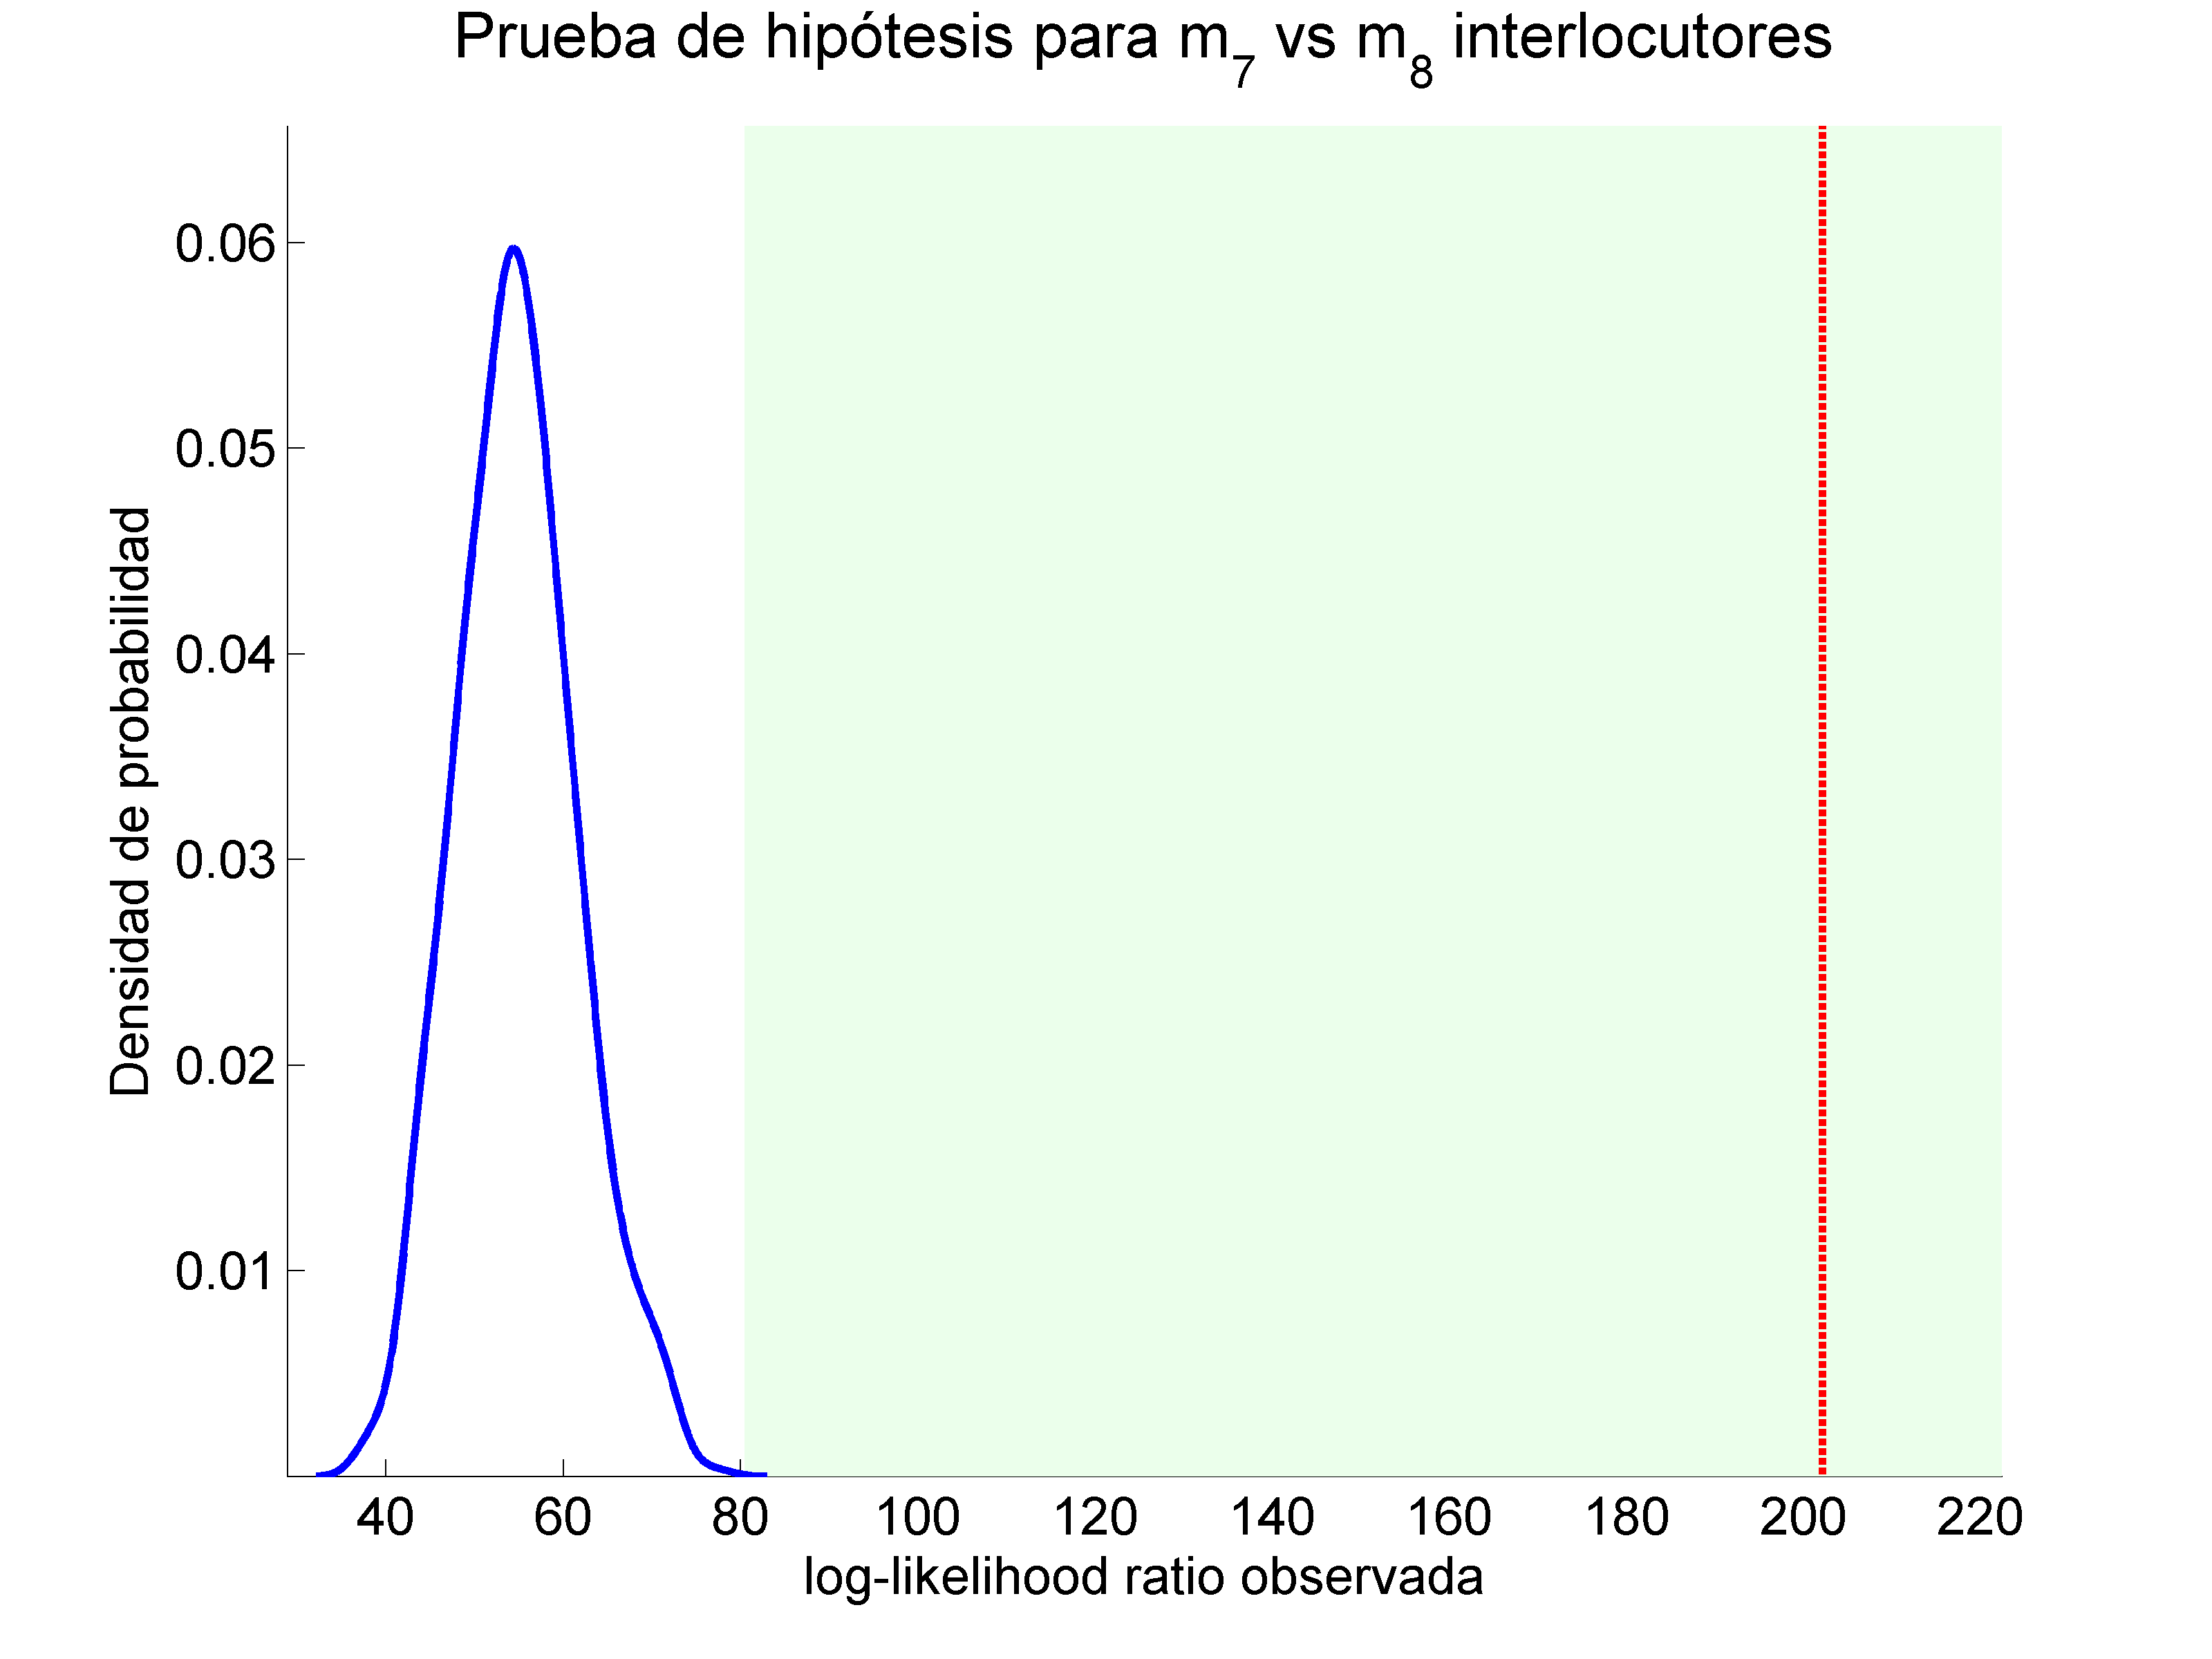 Prueba de hipótesis para m7 vs m8 interlocutores
Densidad de probabilidad
0.06
0.05
0.04
0.03
0.02
0.01
40 60 80 100 120 140 160 180 200 220
log-likelihood ratio observada